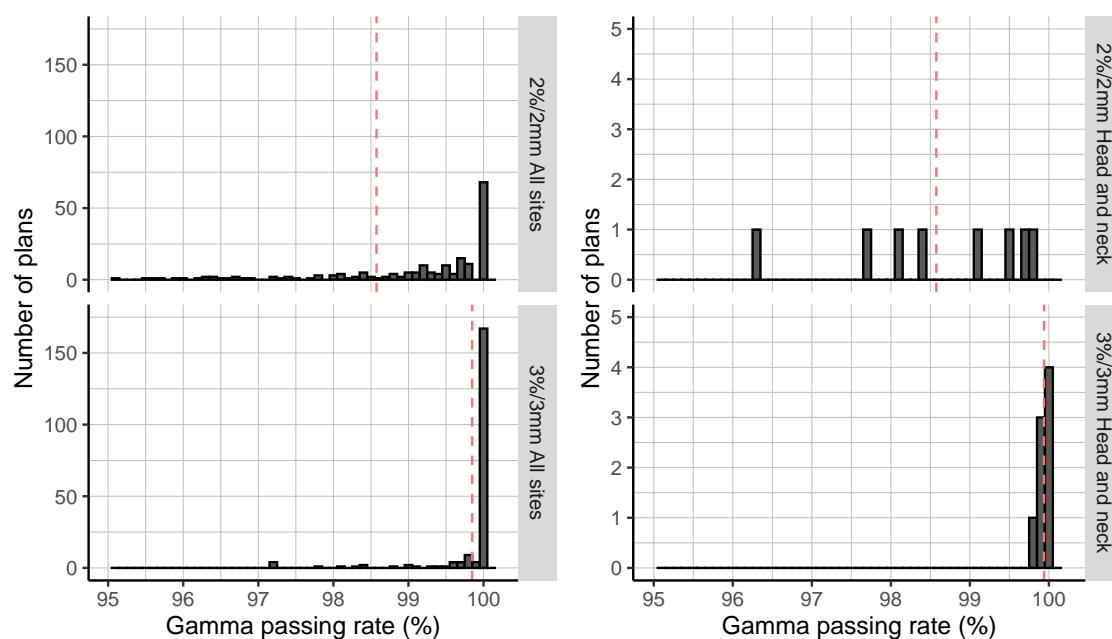 150
100
50
0
2%/2mm All sites
5
4
3
2
1
0
2%/2mm Head and neck
Number of plans
Number of plans
150
100
50
0
3%/3mm All sites
5
4
3
2
1
0
3%/3mm Head and neck
95 96 97 98 99 100
95 96 97 98 99 100
Gamma passing rate (%)
Gamma passing rate (%)